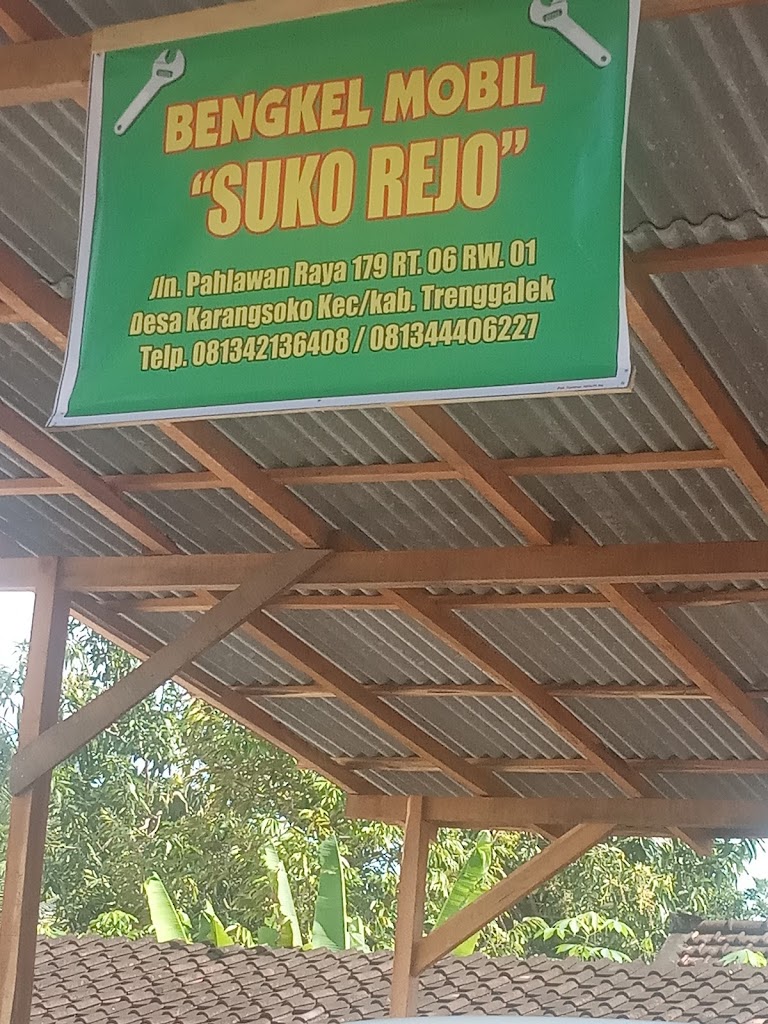 BENGKEL MOBIL
“SUKO REJO”
Jln. Pahlawan Raya 179 RT. 06 RW. 01
Desa Karangsoko Kec/kab. Trenggalek
Telp. 081342136408 / 081344406227